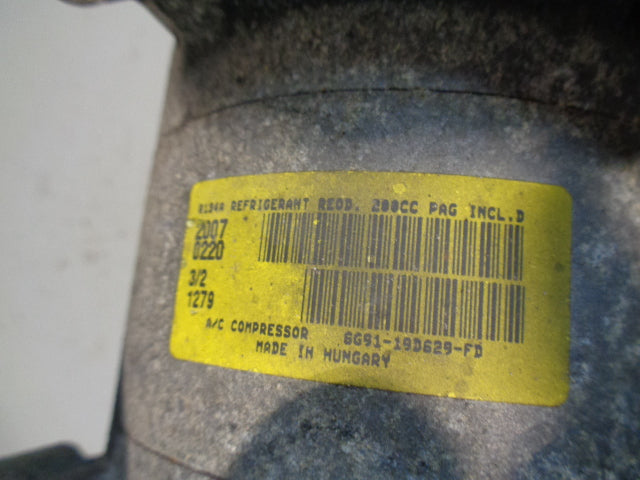 R134A REFRIGERANT REQD. 200CC PAG INCL.D
2007
0220
3/2
1279
A/C COMPRESSOR 6G91-19D629-FD
MADE IN HUNGARY